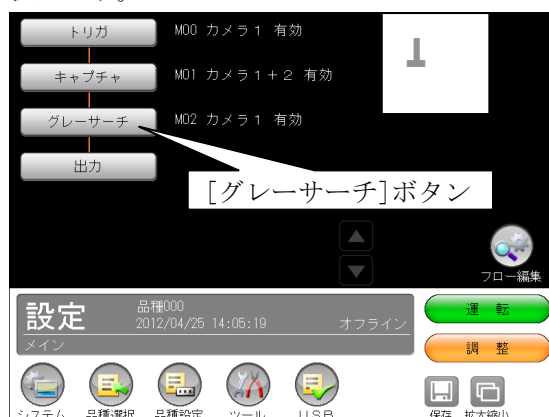 トリガ M00 カメラ1 有効
キャプチャ M01 カメラ1+2 有効
グレーサーチ M02 カメラ1 有効
出力
[グレーサーチ]ボタン
フロー編集
設定 品種000
2012/04/25 14:05:19 オフライン
メイン
運 転
調 整
システム 品種選択 品種設定 ツール USB 保存 拡大縮小